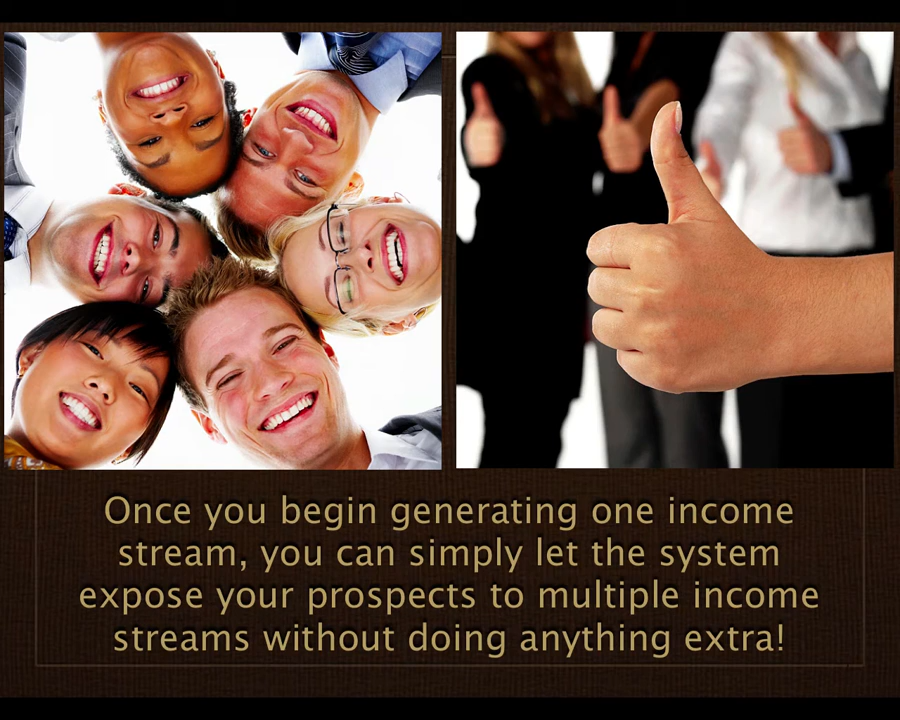 Once you begin generating one income
stream, you can simply let the system
expose your prospects to multiple income
streams without doing anything extra!